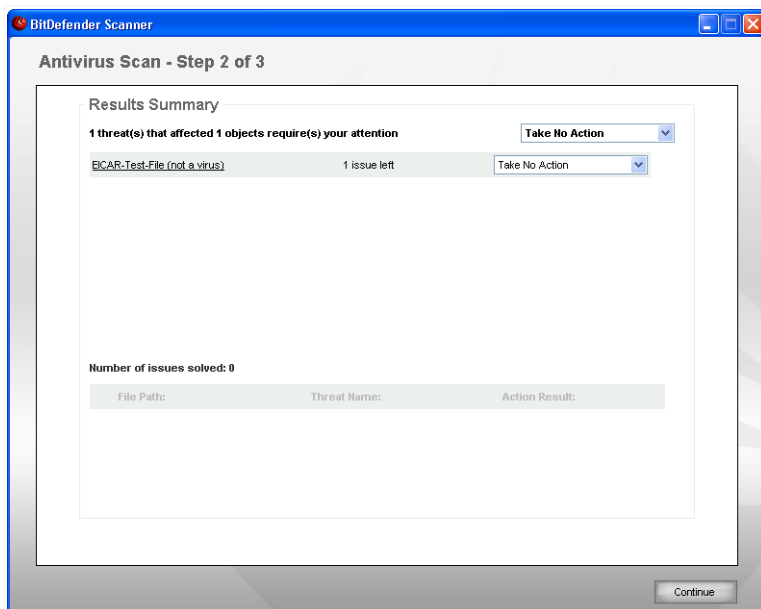 BitDefender Scanner
Antivirus Scan - Step 2 of 3
Results Summary
1 threat(s) that affected 1 objects require(s) your attention Take No Action
EICAR-Test-File (not a virus) 1 issue left Take No Action
Number of issues solved: 0
File Path: Threat Name: Action Result:
Continue